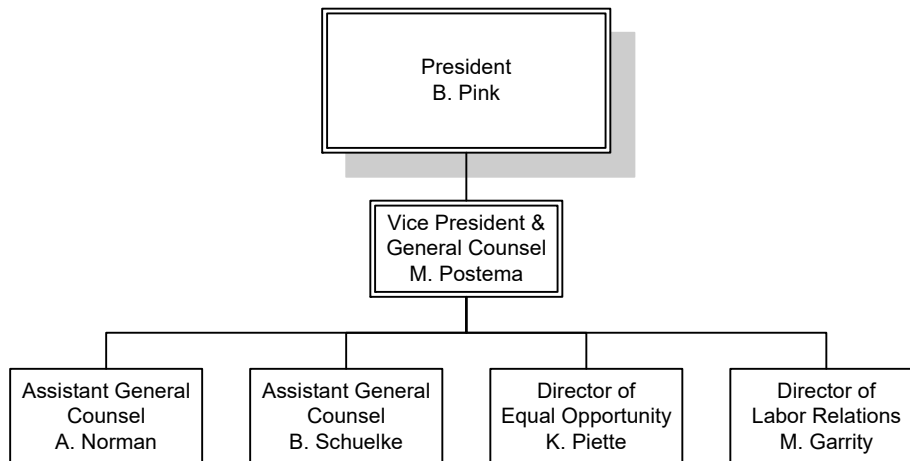 President
B. Pink
Vice President &
General Counsel
M. Postema
Assistant General
Counsel
A. Norman
Assistant General
Counsel
B. Schuelke
Director of
Equal Opportunity
K. Piette
Director of
Labor Relations
M. Garrity